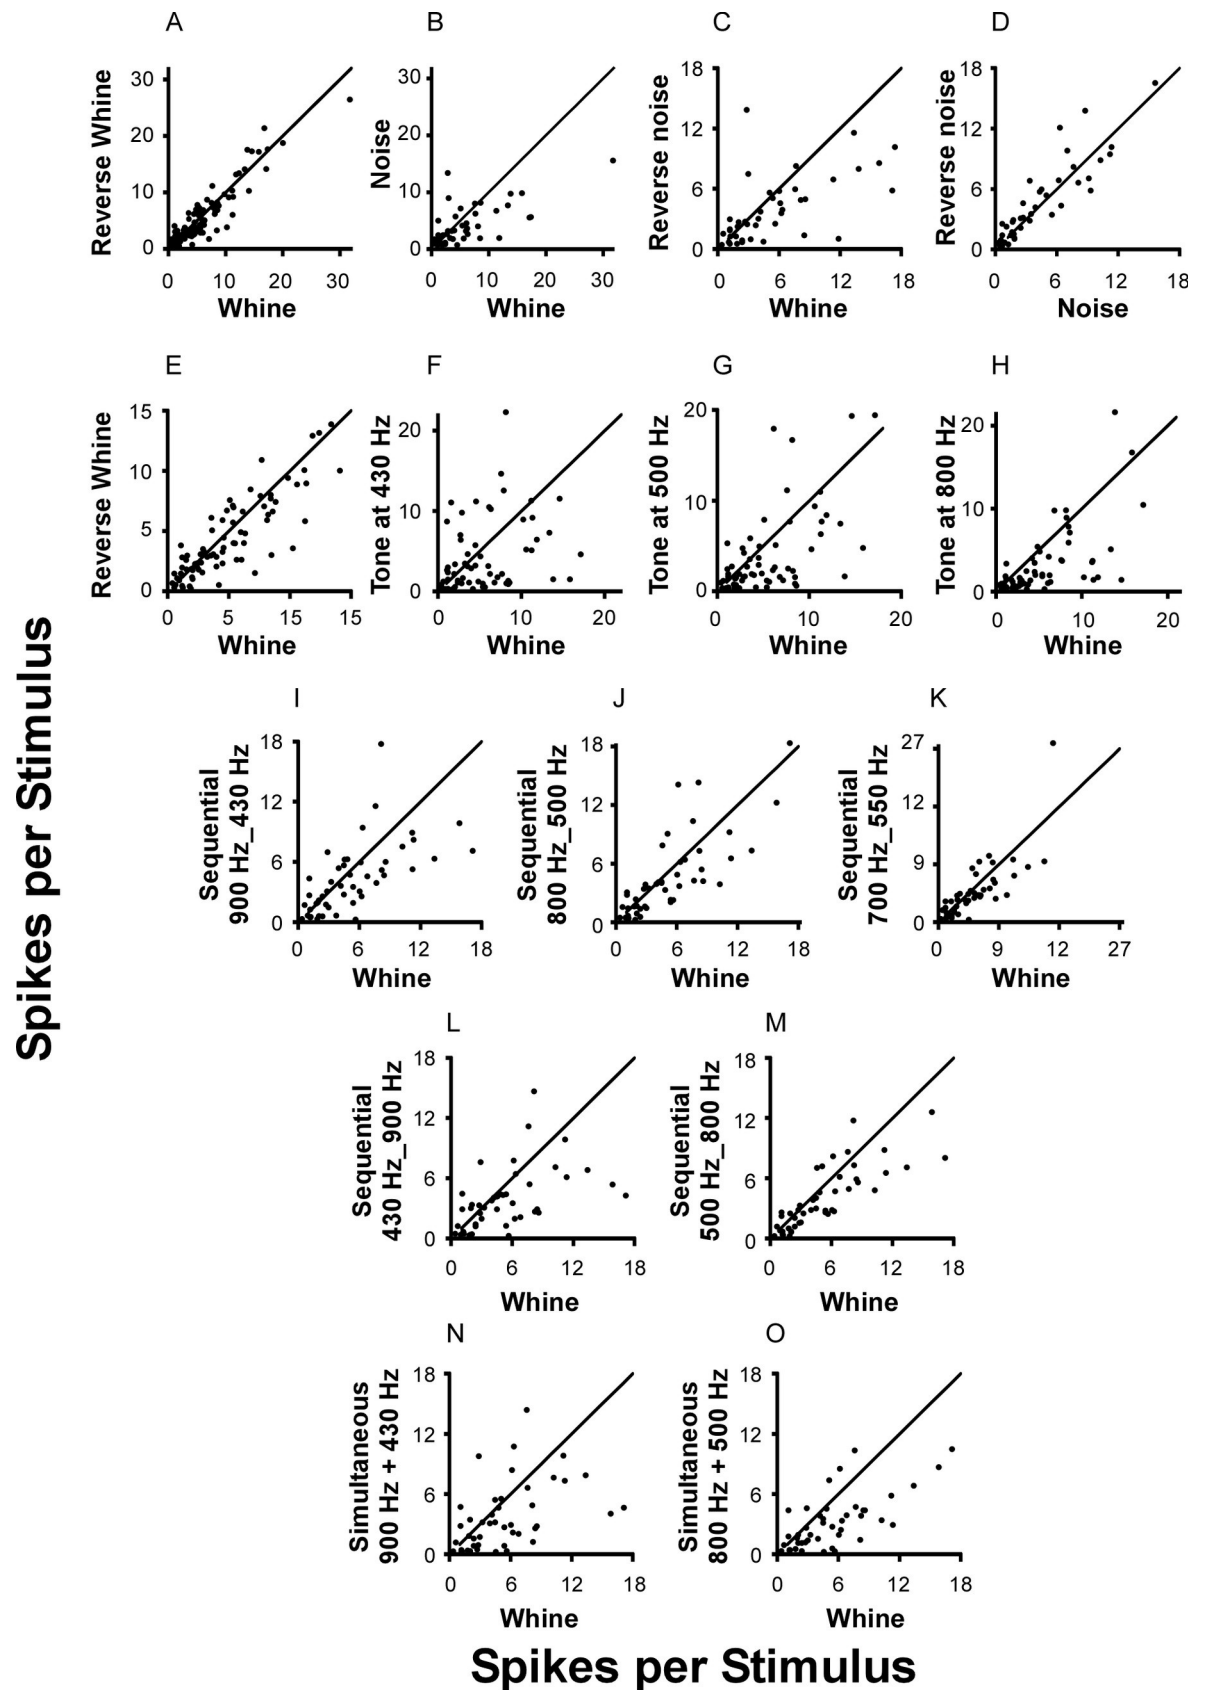 A
B
C
D
Reverse Whine
30
20
10
0
0 10 20 30
Whine
Noise
30
20
10
0
0 10 20 30
Whine
Reverse noise
18
12
6
0
0 6 12 18
Whine
Reverse noise
18
12
6
0
0 6 12 18
Noise
E
F
G
H
Reverse Whine
15
10
5
0
0 5 15 15
Whine
Tone at 430 Hz
20
10
0
0 10 20
Whine
Tone at 500 Hz
20
10
0
0 10 20
Whine
Tone at 800 Hz
20
10
0
0 10 20
Whine
Spikes per Stimulus
I
J
K
Sequential
900 Hz_430 Hz
18
12
6
0
0 6 12 18
Whine
Sequential
800 Hz_500 Hz
18
12
6
0
0 6 12 18
Whine
Sequential
700 Hz_550 Hz
27
12
9
0
0 9 12 27
Whine
L
M
Sequential
430 Hz_900 Hz
18
12
6
0
0 6 12 18
Whine
Sequential
500 Hz_800 Hz
18
12
6
0
0 6 12 18
Whine
N
O
Simultaneous
900 Hz + 430 Hz
18
12
6
0
0 6 12 18
Whine
Simultaneous
800 Hz + 500 Hz
18
12
6
0
0 6 12 18
Whine
Spikes per Stimulus